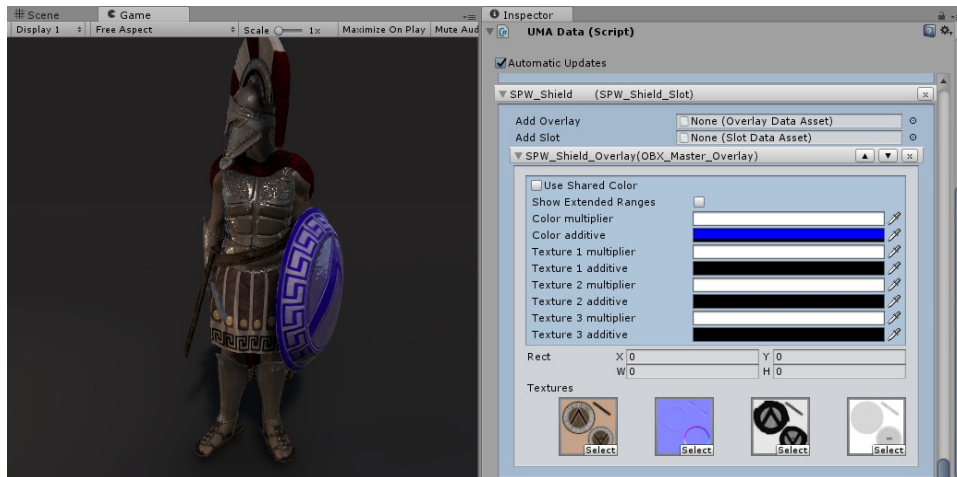 Scene Game Inspector
Display 1 Free Aspect Scale 1x Maximize On Play Mute Aud
UMA Data (Script)
Automatic Updates
SPW_Shield (SPW_Shield_Slot) x
Add Overlay None (Overlay Data Asset)
Add Slot None (Slot Data Asset)
SPW_Shield_Overlay(OBX_Master_Overlay) x
Use Shared Color
Show Extended Ranges
Color multiplier
Color additive
Texture 1 multiplier
Texture 1 additive
Texture 2 multiplier
Texture 2 additive
Texture 3 multiplier
Texture 3 additive
Rect X 0 Y 0
W 0 H 0
Textures
Select Select Select Select